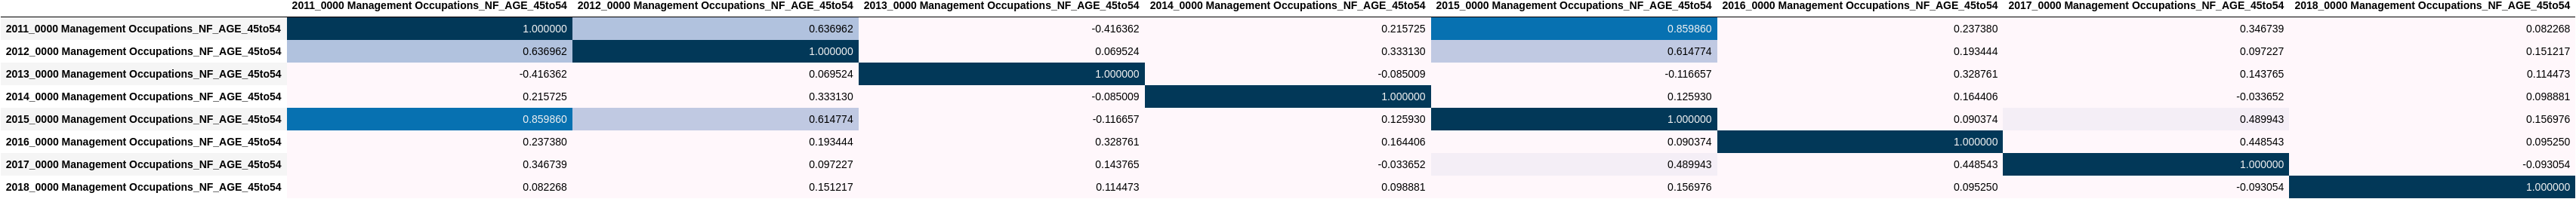 2011_0000 Management Occupations_NF_AGE_45to54 2012_0000 Management Occupations_NF_AGE_45to54 2013_0000 Management Occupations_NF_AGE_45to54 2014_0000 Management Occupations_NF_AGE_45to54 2015_0000 Management Occupations_NF_AGE_45to54 2016_0000 Management Occupations_NF_AGE_45to54 2017_0000 Management Occupations_NF_AGE_45to54 2018_0000 Management Occupations_NF_AGE_45to54
2011_0000 Management Occupations_NF_AGE_45to54 1.000000 0.636962 -0.416362 0.215725 0.859860 0.237380 0.346739 0.082268
2012_0000 Management Occupations_NF_AGE_45to54 0.636962 1.000000 0.069524 0.333130 0.614774 0.193444 0.097227 0.151217
2013_0000 Management Occupations_NF_AGE_45to54 -0.416362 0.069524 1.000000 -0.085009 -0.116657 0.328761 0.143765 0.114473
2014_0000 Management Occupations_NF_AGE_45to54 0.215725 0.333130 -0.085009 1.000000 0.125930 0.164406 -0.033652 0.098881
2015_0000 Management Occupations_NF_AGE_45to54 0.859860 0.614774 -0.116657 0.125930 1.000000 0.090374 0.489943 0.156976
2016_0000 Management Occupations_NF_AGE_45to54 0.237380 0.193444 0.328761 0.164406 0.090374 1.000000 0.448543 0.095250
2017_0000 Management Occupations_NF_AGE_45to54 0.346739 0.097227 0.143765 -0.033652 0.489943 0.448543 1.000000 -0.093054
2018_0000 Management Occupations_NF_AGE_45to54 0.082268 0.151217 0.114473 0.098881 0.156976 0.095250 -0.093054 1.000000